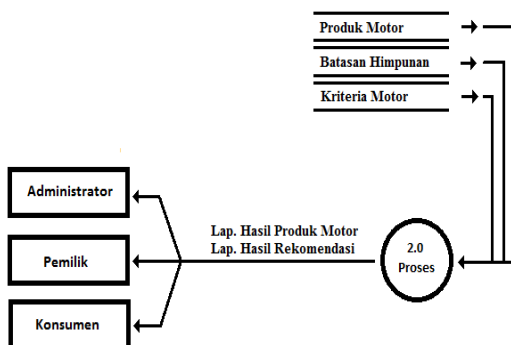 Produk Motor
Batasan Himpunan
Kriteria Motor
Administrator
Lap. Hasil Produk Motor
Lap. Hasil Rekomendasi
2.0
Proses
Pemilik
Konsumen